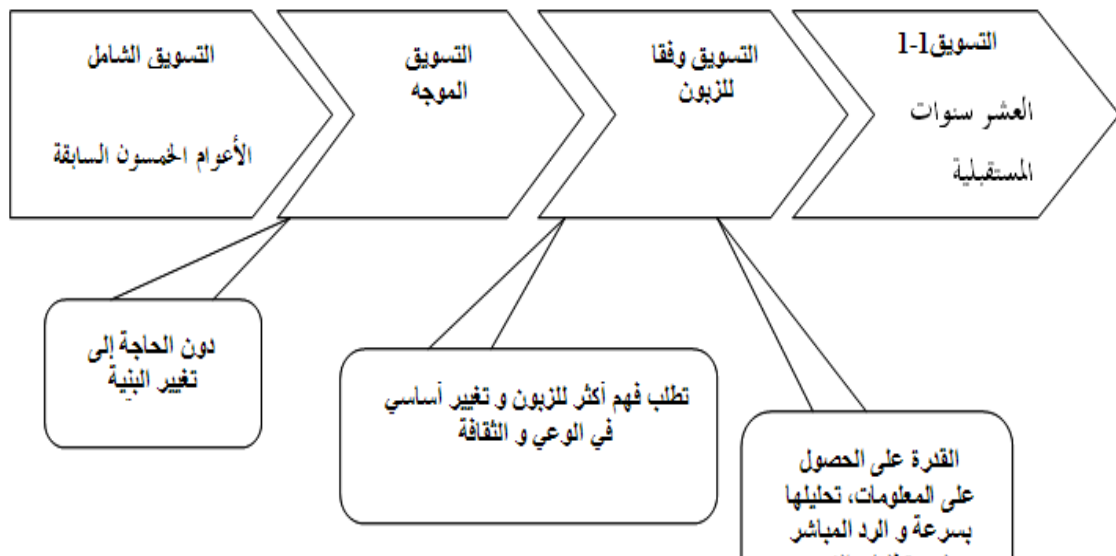 التسويق الشامل
الأعوام الخمسون السابقة
التسويق
الموجه
التسويق وفقا
للزبون
التسويق1-1
العشر سنوات
المستقبلية
دون الحاجة إلى
تغيير البنية
تطلب فهم أكثر للزبون و تغيير أساسي
في الوعي و الثقافة
القدرة على الحصول
على المعلومات، تحليلها
بسرعة و الرد المباشر